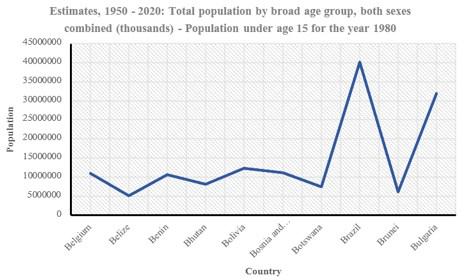 Estimates, 1950 - 2020: Total population by broad age group, both sexes
combined (thousands) - Population under age 15 for the year 1980
45000000
40000000
35000000
30000000
25000000
20000000
15000000
10000000
5000000
0
Population
Belgium
Belize
Benin
Bhutan
Bolivia
Bosnia and...
Botswana
Brazil
Brunei
Bulgaria
Country